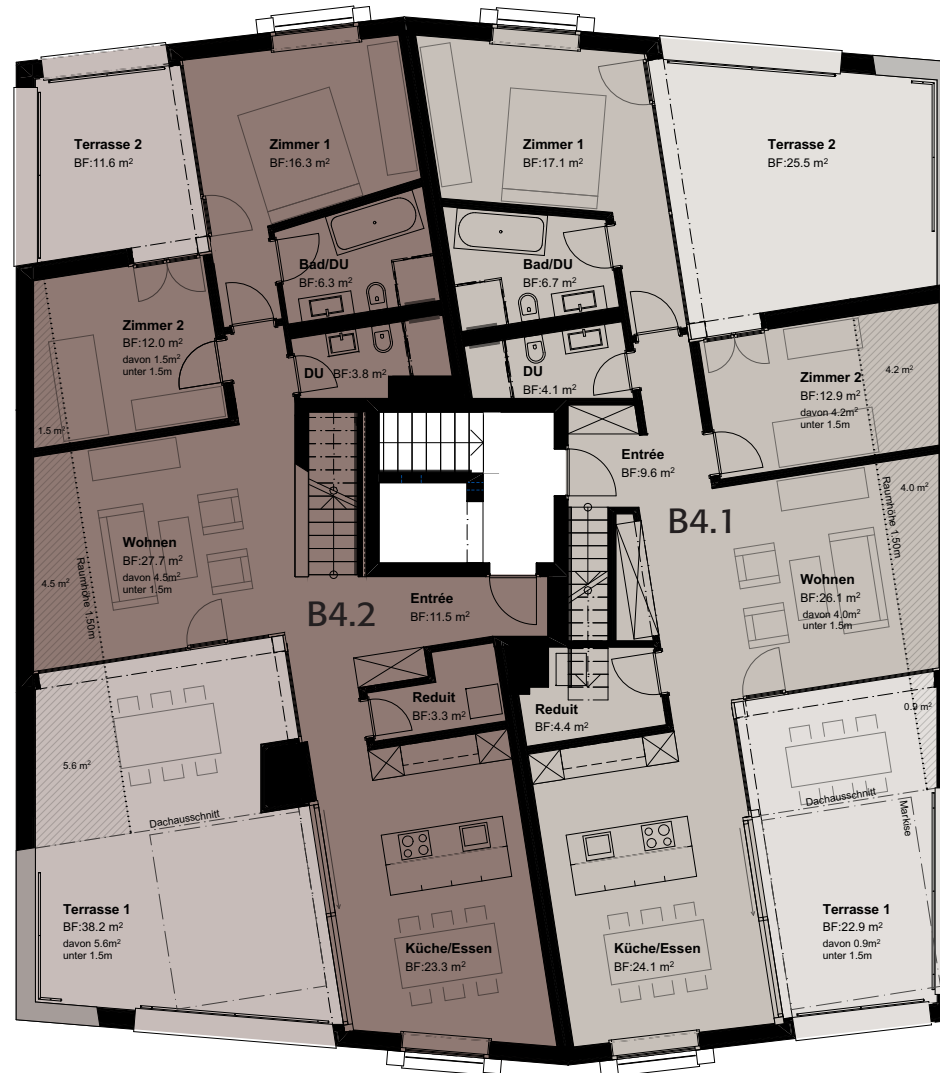 Terrasse 2
BF:11.6 m²
Zimmer 1
BF:16.3 m²
Zimmer 1
BF:17.1 m²
Terrasse 2
BF:25.5 m²
Bad/DU
BF:6.3 m²
Bad/DU
BF:6.7 m²
Zimmer 2
BF:12.0 m²
davon 1.5m²
unter 1.5m
1.5 m²
DU BF:3.8 m²
DU
BF:4.1 m²
Zimmer 2
BF:12.9 m²
davon 4.2m²
unter 1.5m
4.2 m²
Entrée
BF:9.6 m²
B4.1
4.0 m²
Raumhöhe 1.50m
Wohnen
BF:27.7 m²
davon 4.5m²
unter 1.5m
4.5 m²
Raumhöhe 1.50m
Wohnen
BF:26.1 m²
davon 4.0m²
unter 1.5m
B4.2
Entrée
BF:11.5 m²
Reduit
BF:3.3 m²
Reduit
BF:4.4 m²
0.9 m²
5.6 m²
Dachausschnitt
Dachausschnitt
Markise
Terrasse 1
BF:38.2 m²
davon 5.6m²
unter 1.5m
Küche/Essen
BF:23.3 m²
Küche/Essen
BF:24.1 m²
Terrasse 1
BF:22.9 m²
davon 0.9m²
unter 1.5m